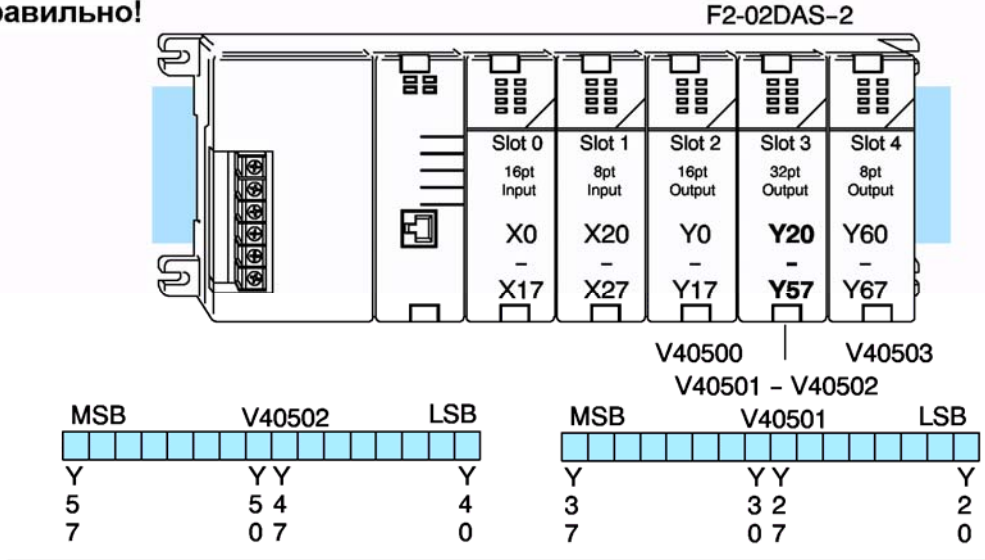 равильно!
F2-02DAS-2
Slot 0 Slot 1 Slot 2 Slot 3 Slot 4
16pt 8pt 16pt 32pt 8pt
Input Input Output Output Output
X0 X20 Y0 Y20 Y60
– – – – –
X17 X27 Y17 Y57 Y67
V40500 V40503
V40501 – V40502
MSB V40502 LSB MSB V40501 LSB
Y Y Y Y Y Y Y Y
5 5 4 4 3 3 2 2
7 0 7 0 7 0 7 0